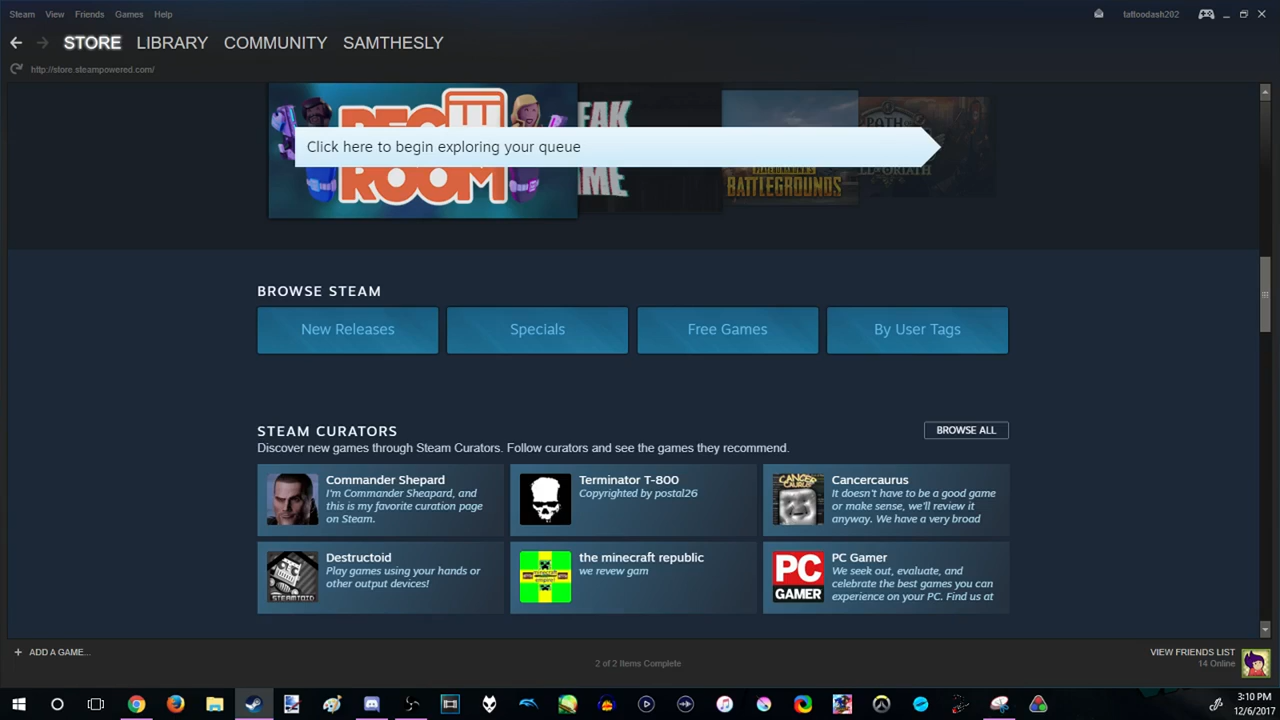 Steam View Friends Games Help
tattoodash202
STORE LIBRARY COMMUNITY SAMTHESLY
http://store.steampowered.com/
REC
ROOM
Click here to begin exploring your queue
BATTLEGROUNDS
PATH OF
BROWSE STEAM
New Releases
Specials
Free Games
By User Tags
STEAM CURATORS
BROWSE ALL
Discover new games through Steam Curators. Follow curators and see the games they recommend.
Commander Shepard
I'm Commander Sheapard, and
this is my favorite curation page
on Steam.
Terminator T-800
Copyrighted by postal26
Cancercaurus
It doesn't have to be a good game
or make sense, we'll review it
anyway. We have a very broad
STEAMTOID
Destructoid
Play games using your hands or
other output devices!
the minecraft republic
we revew gam
PC
GAMER
PC Gamer
We seek out, evaluate, and
celebrate the best games you can
experience on your PC. Find us at
+ ADD A GAME...
2 of 2 Items Complete
VIEW FRIENDS LIST
14 Online
3:10 PM
12/6/2017